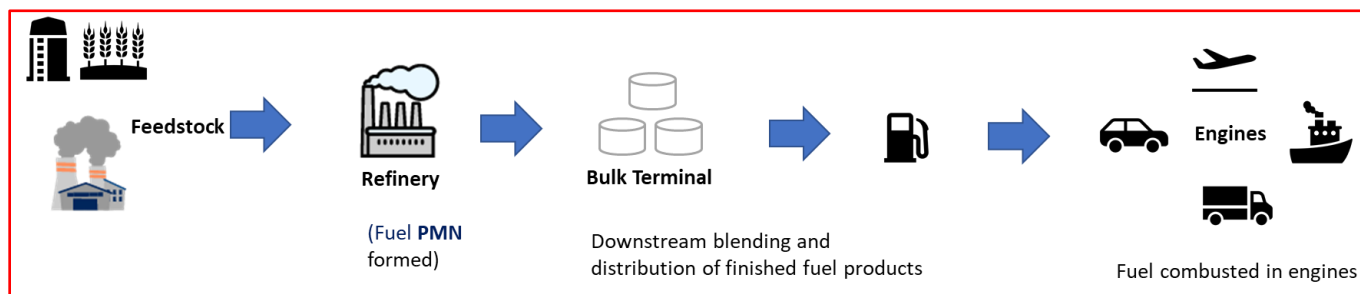 Feedstock
Refinery
(Fuel PMN
formed)
Bulk Terminal
Downstream blending and
distribution of finished fuel products
Engines
Fuel combusted in engines